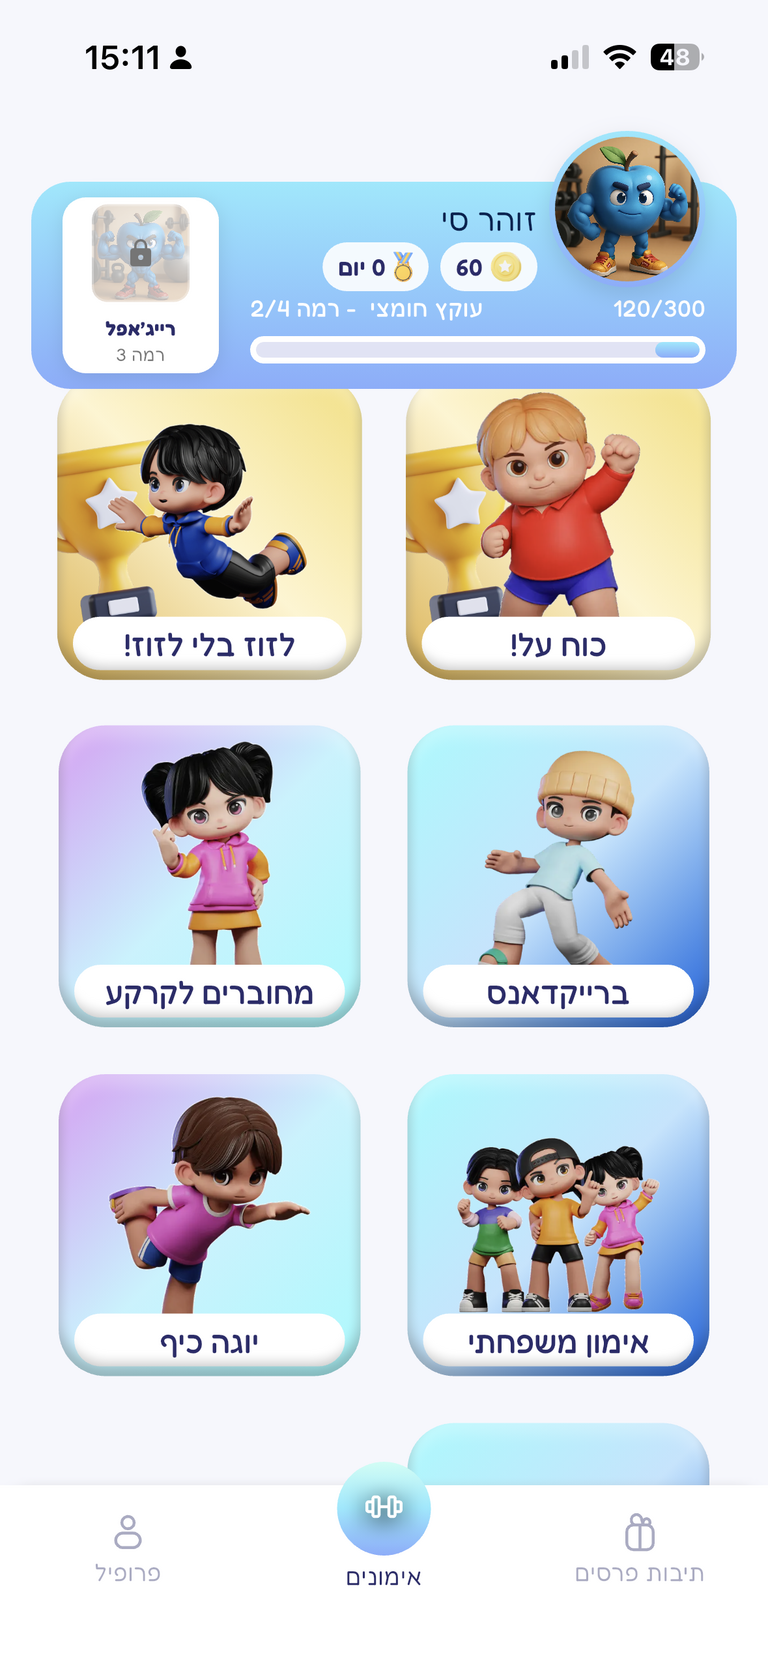 15:11
48
זוהר סי
60
0 יום
120/300
עוקץ חומצי - רמה 2/4
רייג'אפל
רמה 3
כוח על!
לזוז בלי לזוז!
ברייקדאנס
מחוברים לקרקע
אימון משפחתי
יוגה כיף
תיבות פרסים
אימונים
פרופיל